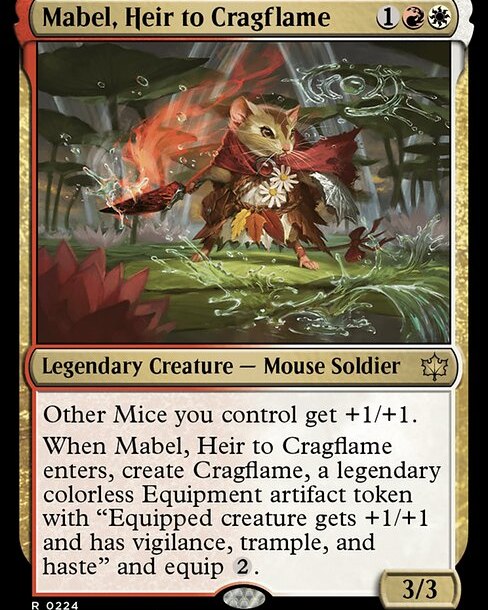 Mabel, Heir to Cragflame 1
Legendary Creature — Mouse Soldier
Other Mice you control get +1/+1.
When Mabel, Heir to Cragflame
enters, create Cragflame, a legendary
colorless Equipment artifact token
with “Equipped creature gets +1/+1
and has vigilance, trample, and
haste” and equip 2.
3/3
R 0224